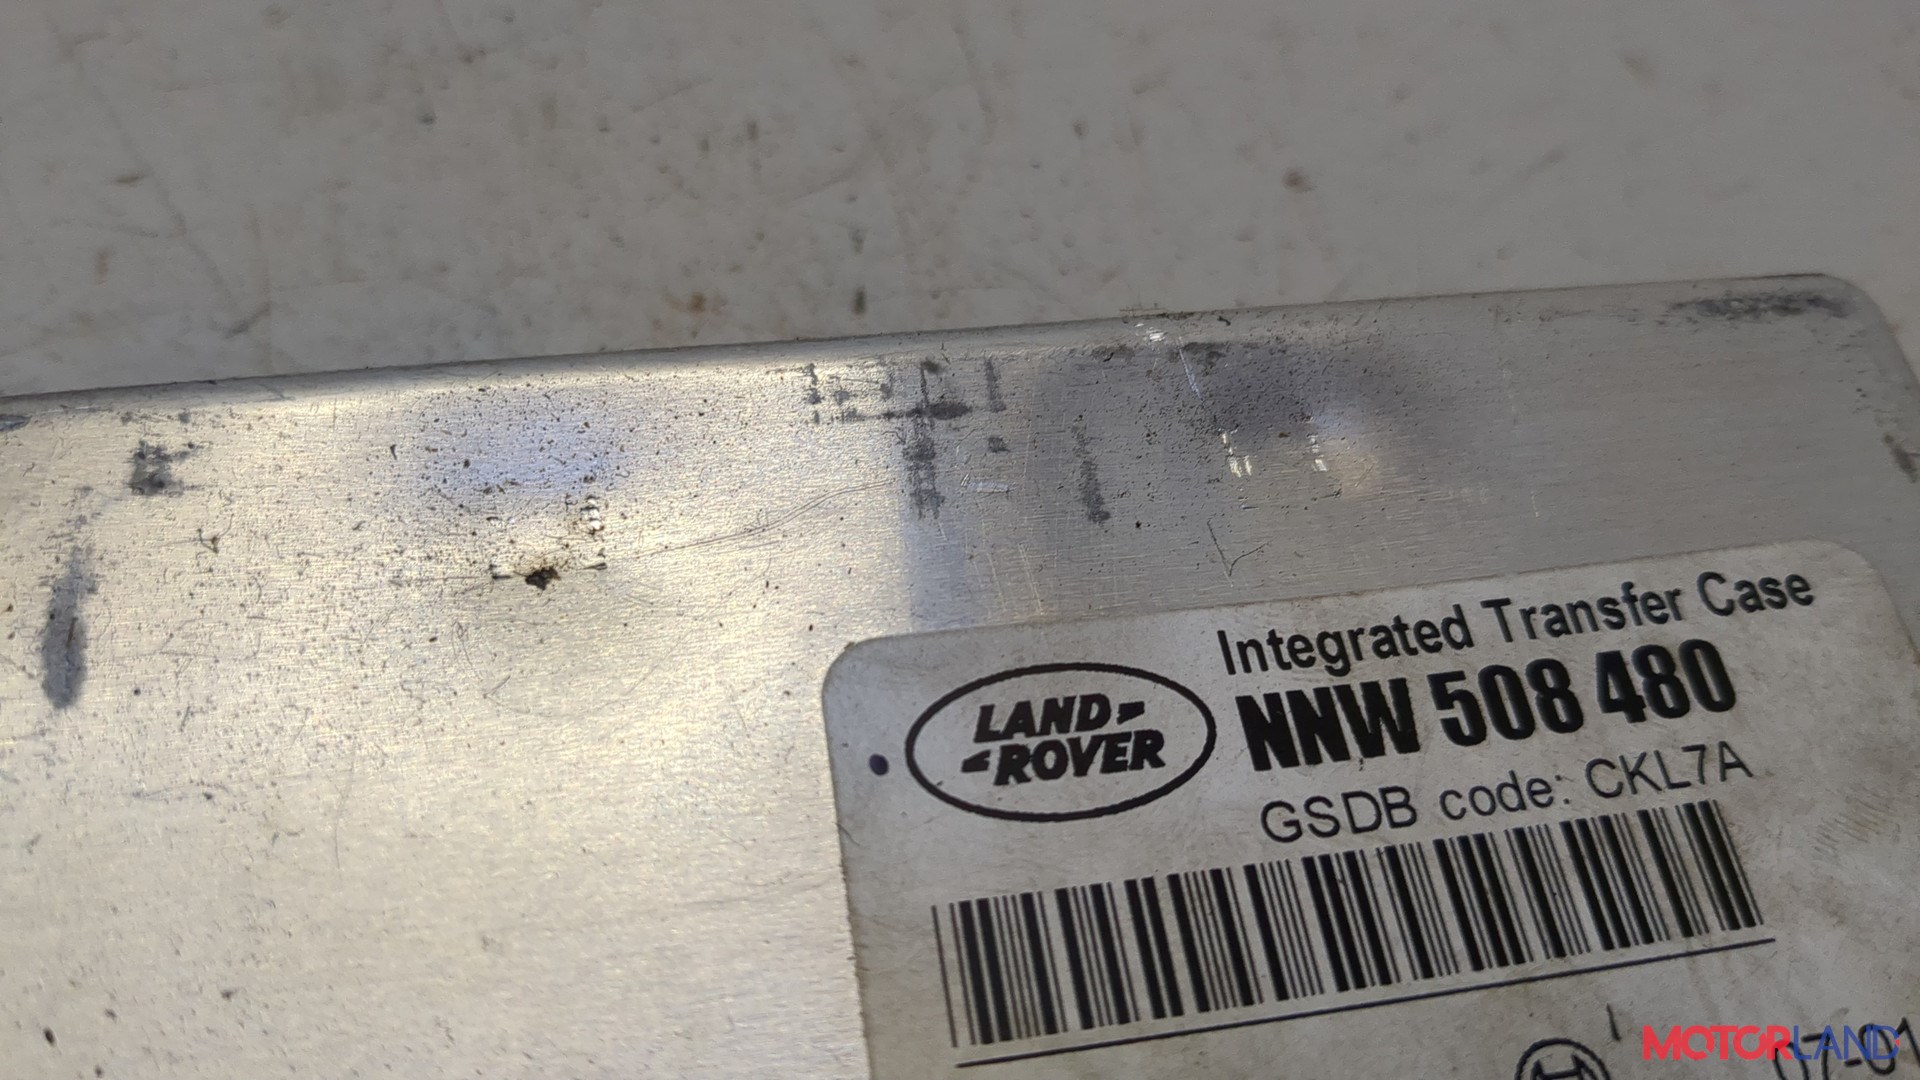 Integrated Transfer Case
LAND
ROVER
NNW 508 480
GSDB code: CKL7A
MOTORLAND